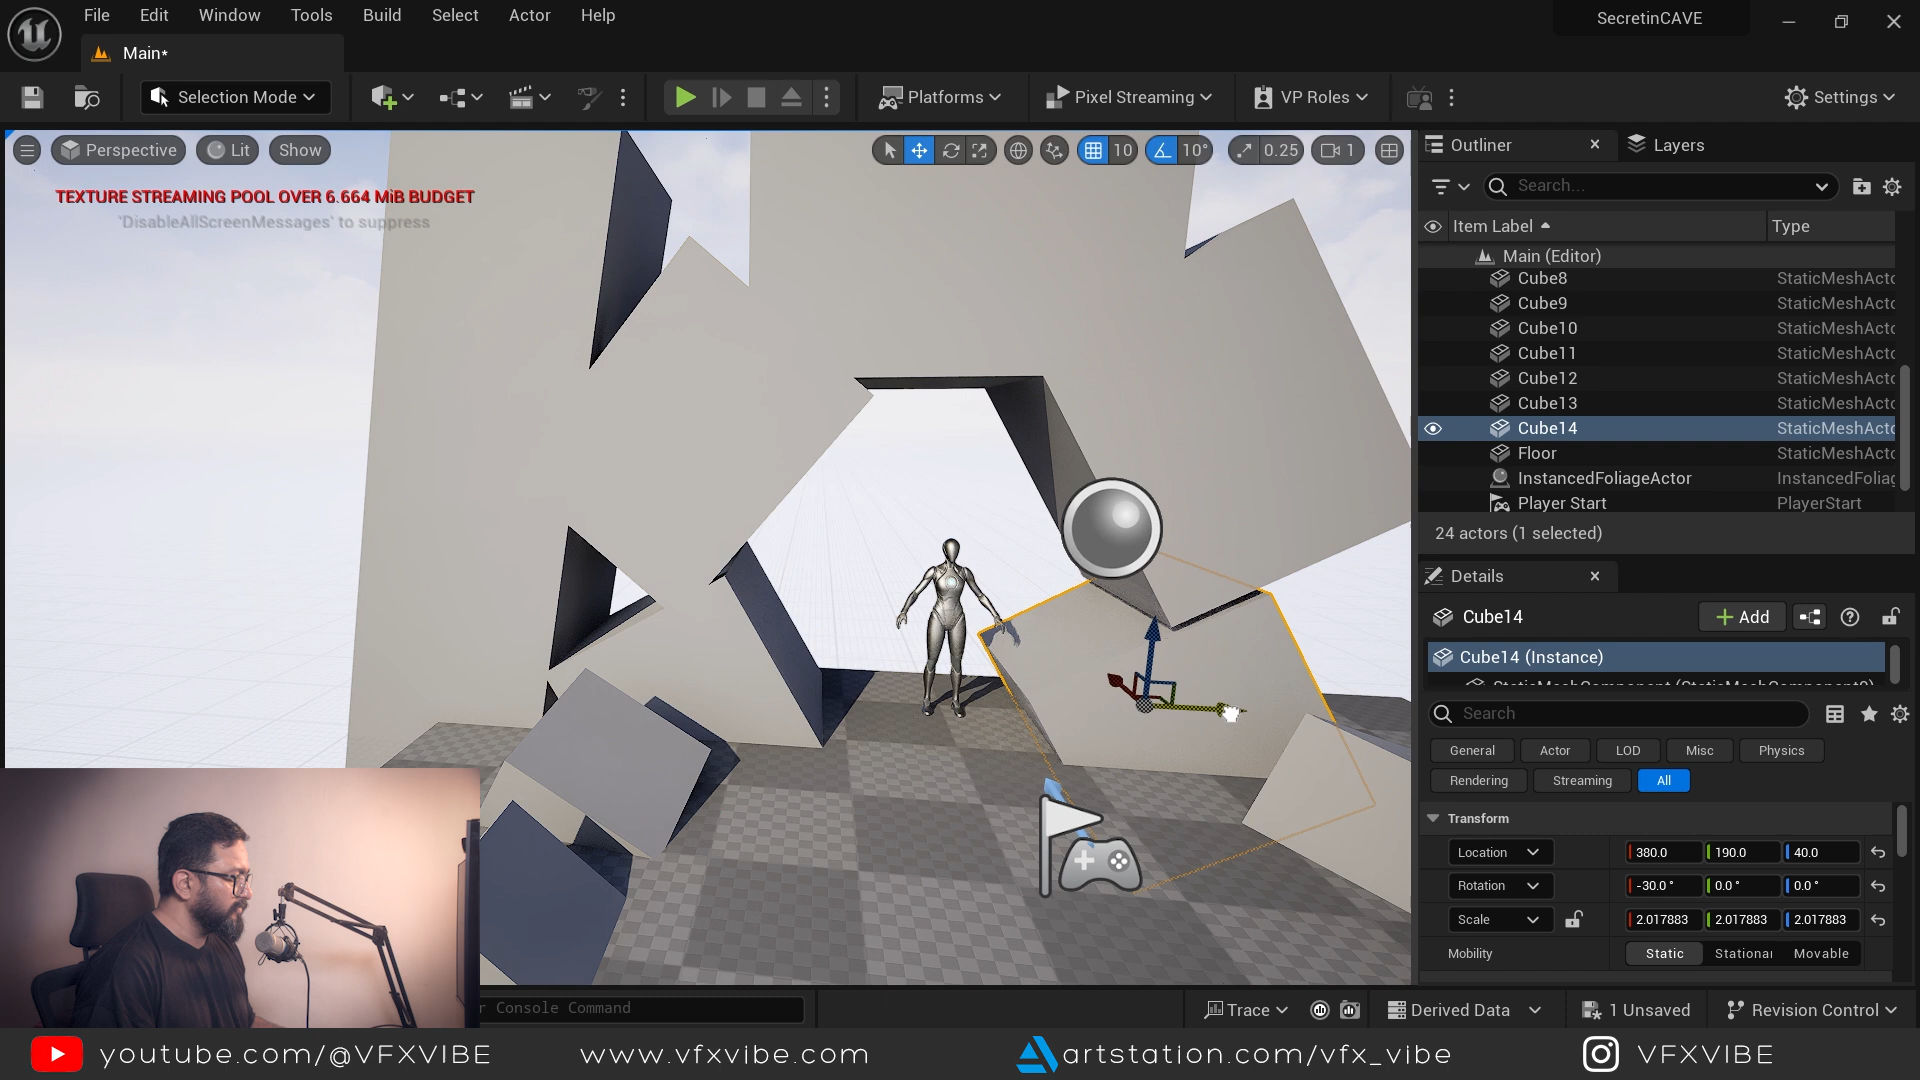 File Edit Window Tools Build Select Actor Help
SecretinCAVE
Main*
Selection Mode
Platforms
Pixel Streaming
VP Roles
Settings
Perspective Lit Show
10 10° 0.25 1
TEXTURE STREAMING POOL OVER 6.664 MiB BUDGET
'DisableAllScreenMessages' to suppress
Outliner
Layers
Search...
Item Label Type
Main (Editor)
Cube8 StaticMeshActo
Cube9 StaticMeshActo
Cube10 StaticMeshActo
Cube11 StaticMeshActo
Cube12 StaticMeshActo
Cube13 StaticMeshActo
Cube14 StaticMeshActo
Floor StaticMeshActo
InstancedFoliageActor InstancedFoliag
Player Start PlayerStart
24 actors (1 selected)
Details
Cube14
Add
Cube14 (Instance)
StaticMeshComponent (StaticMeshComponent0)
Search
General Actor LOD Misc Physics
Rendering Streaming All
Transform
Location 380.0 190.0 40.0
Rotation -30.0° 0.0° 0.0°
Scale 2.017883 2.017883 2.017883
Mobility Static Stationar Movable
r Console Command
Trace
Derived Data
1 Unsaved
Revision Control
youtube.com/@VFXVIBE
www.vfxvibe.com
artstation.com/vfx_vibe
VFXVIBE